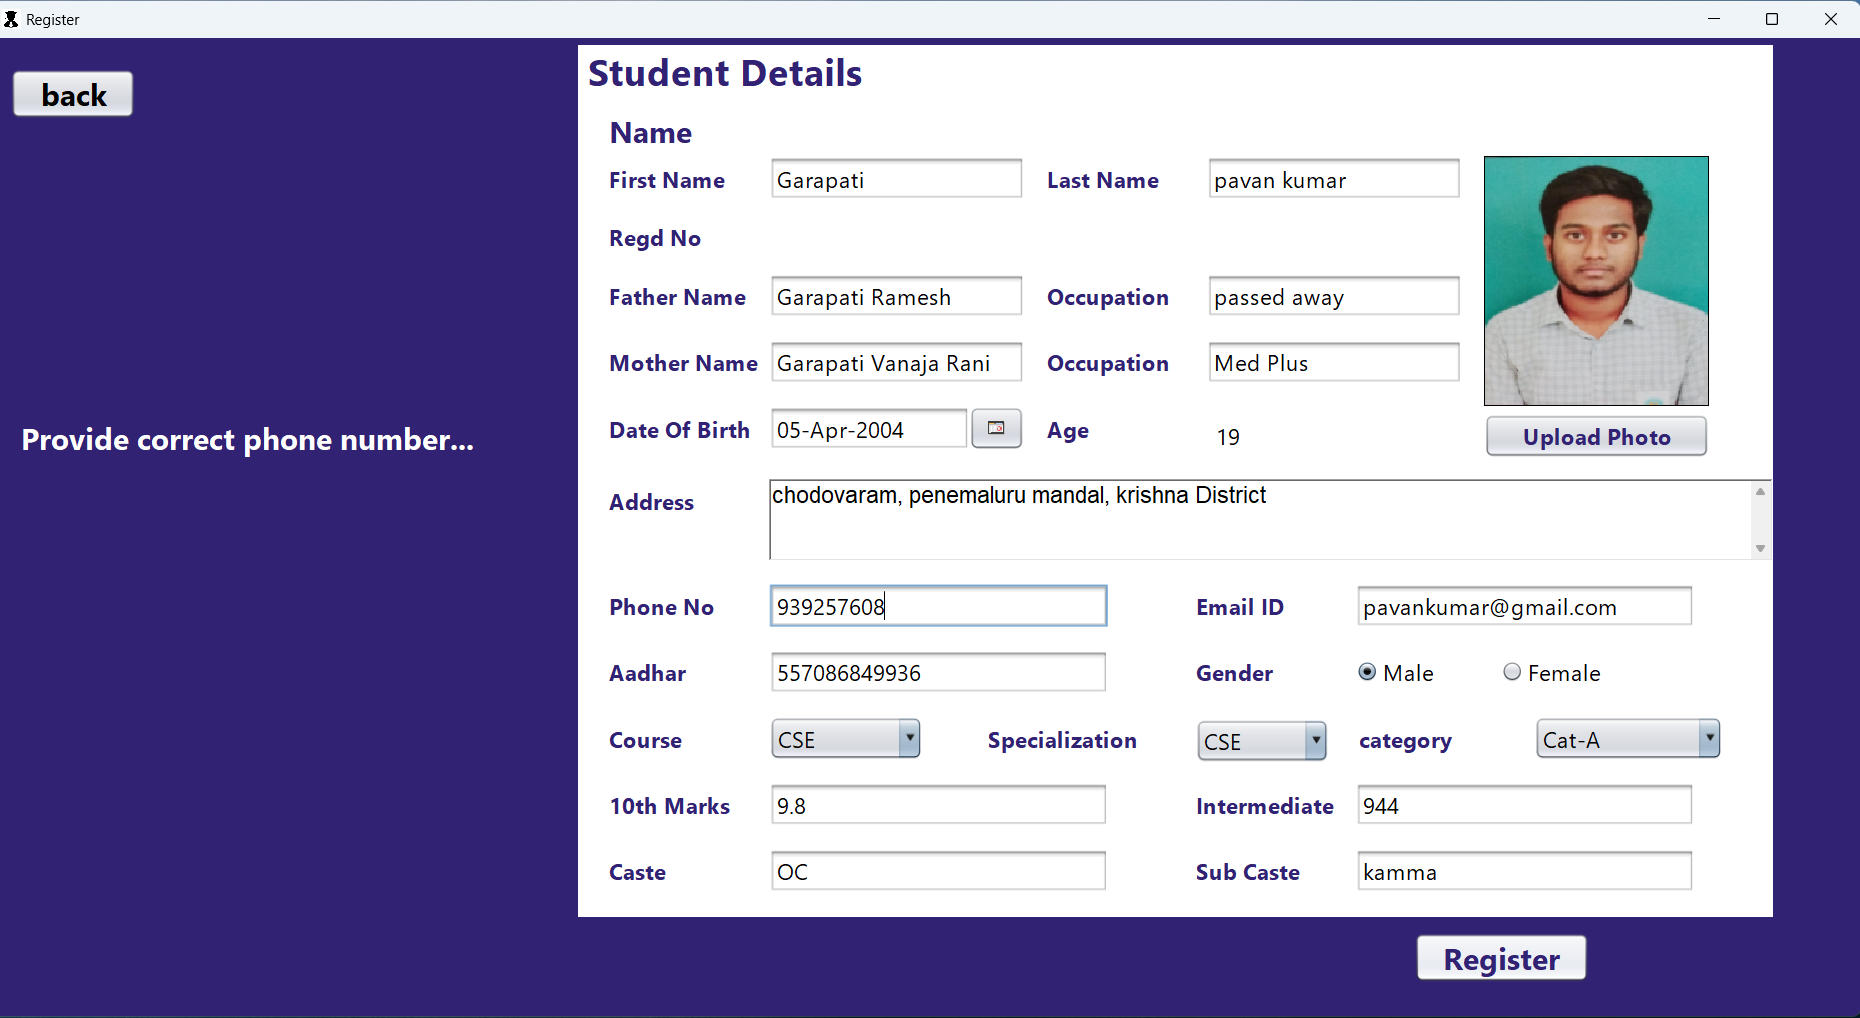 Register
back
Provide correct phone number...
Student Details
Name
First Name Garapati Last Name pavan kumar
Regd No
Father Name Garapati Ramesh Occupation passed away
Mother Name Garapati Vanaja Rani Occupation Med Plus
Date Of Birth 05-Apr-2004 Age 19
Upload Photo
Address chodovaram, penemaluru mandal, krishna District
Phone No 939257608 Email ID pavankumar@gmail.com
Aadhar 557086849936 Gender Male Female
Course CSE Specialization CSE category Cat-A
10th Marks 9.8 Intermediate 944
Caste OC Sub Caste kamma
Register